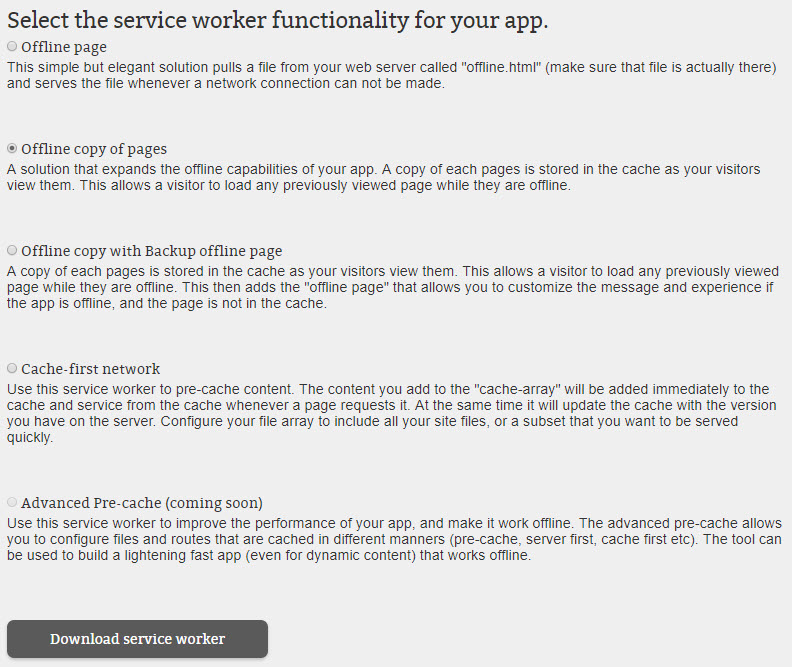 Select the service worker functionality for your app.
Offline page
This simple but elegant solution pulls a file from your web server called "offline.html" (make sure that file is actually there)
and serves the file whenever a network connection can not be made.
Offline copy of pages
A solution that expands the offline capabilities of your app. A copy of each pages is stored in the cache as your visitors
view them. This allows a visitor to load any previously viewed page while they are offline.
Offline copy with Backup offline page
A copy of each pages is stored in the cache as your visitors view them. This allows a visitor to load any previously viewed
page while they are offline. This then adds the "offline page" that allows you to customize the message and experience if
the app is offline, and the page is not in the cache.
Cache-first network
Use this service worker to pre-cache content. The content you add to the "cache-array" will be added immediately to the
cache and service from the cache whenever a page requests it. At the same time it will update the cache with the version
you have on the server. Configure your file array to include all your site files, or a subset that you want to be served
quickly.
Advanced Pre-cache (coming soon)
Use this service worker to improve the performance of your app, and make it work offline. The advanced pre-cache allows
you to configure files and routes that are cached in different manners (pre-cache, server first, cache first etc). The tool can
be used to build a lightening fast app (even for dynamic content) that works offline.
Download service worker